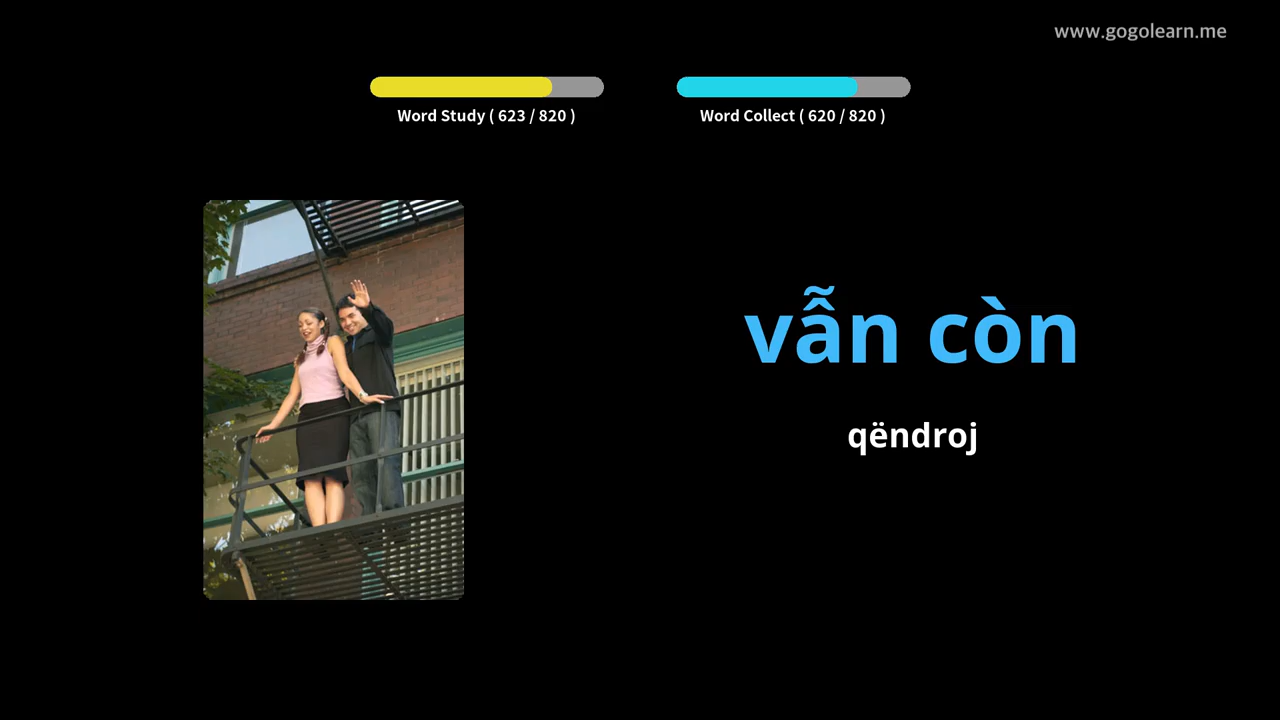 www.gogolearn.me
Word Study ( 623 / 820 )
Word Collect ( 620 / 820 )
vẫn còn
qëndroj